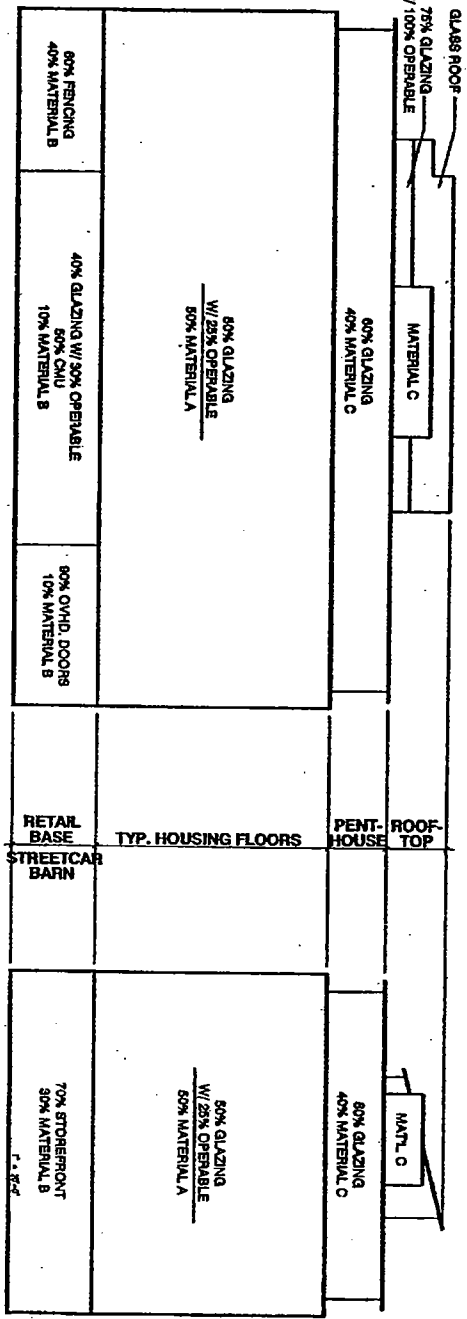 GLASS ROOF
75% GLAZING
W/ 100% OPERABLE
MATERIAL C
60% GLAZING
40% MATERIAL C
50% GLAZING
W/ 25% OPERABLE
50% MATERIAL A
60% FENCING
40% MATERIAL B
40% GLAZING W/ 30% OPERABLE
50% CMU
10% MATERIAL B
90% OVHD. DOORS
10% MATERIAL B
ROOF-
TOP
PENT-
HOUSE
TYP. HOUSING FLOORS
RETAIL
BASE
STREETCAR
BARN
MAT'L C
60% GLAZING
40% MATERIAL C
50% GLAZING
W/ 25% OPERABLE
50% MATERIAL A
70% STOREFRONT
30% MATERIAL B